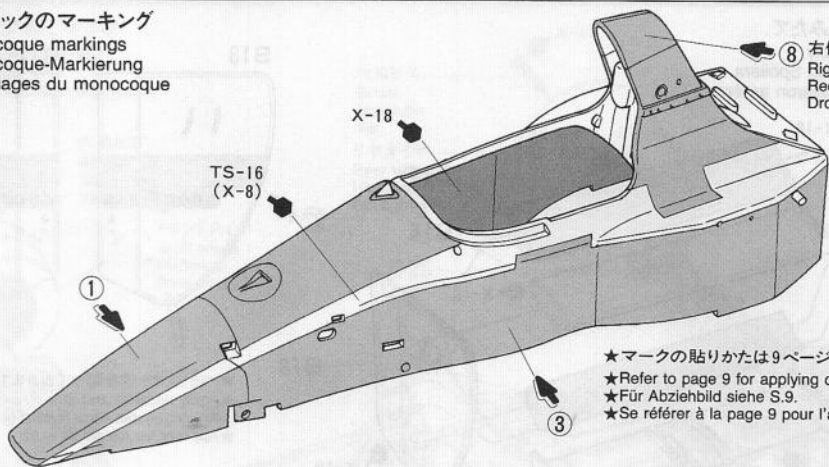 ックのマーキング
coque markings
coque-Markierung
ages du monocoque
⑧ 右
Rig
Rec
Dro
X-18
TS-16
(X-8)
①
③
★マークの貼りかたは9ページ
★Refer to page 9 for applying
★Für Abziehbild siehe S.9.
★Se référer à la page 9 pour l'a